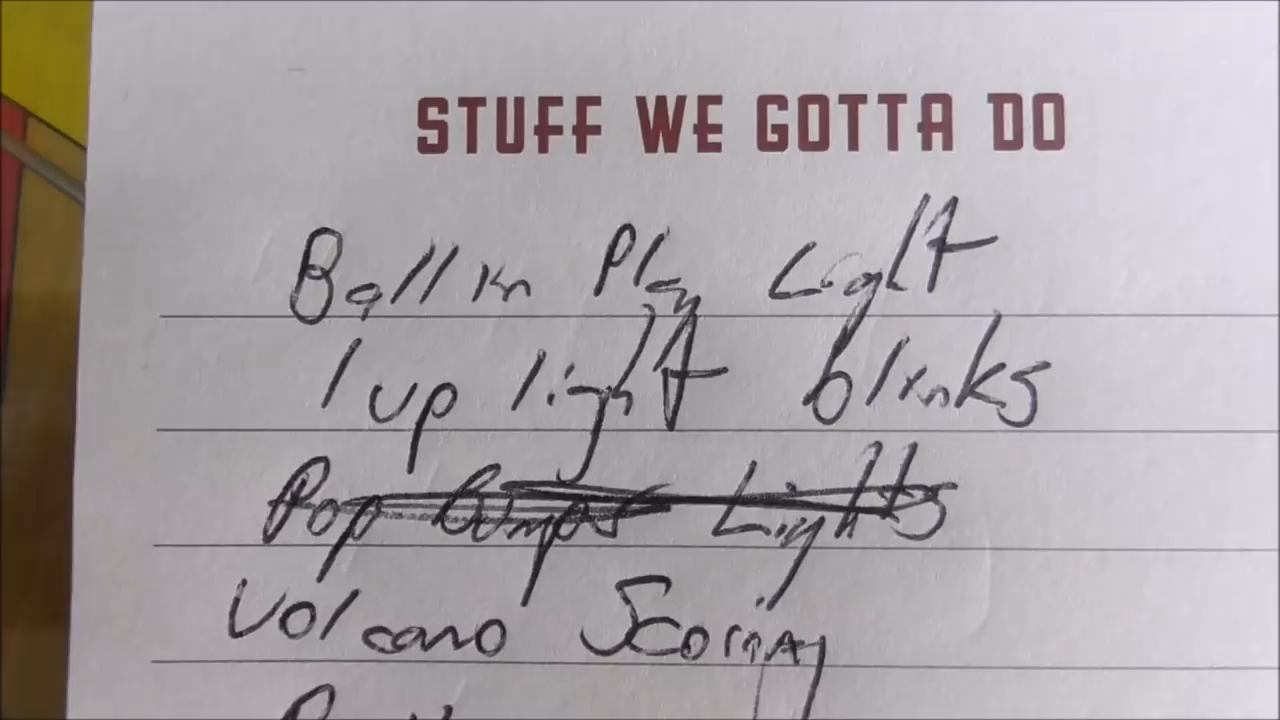 STUFF WE GOTTA DO
Ball in Play Light
1 up light blinks
Pop Bumper Lights
Volcano Scoring